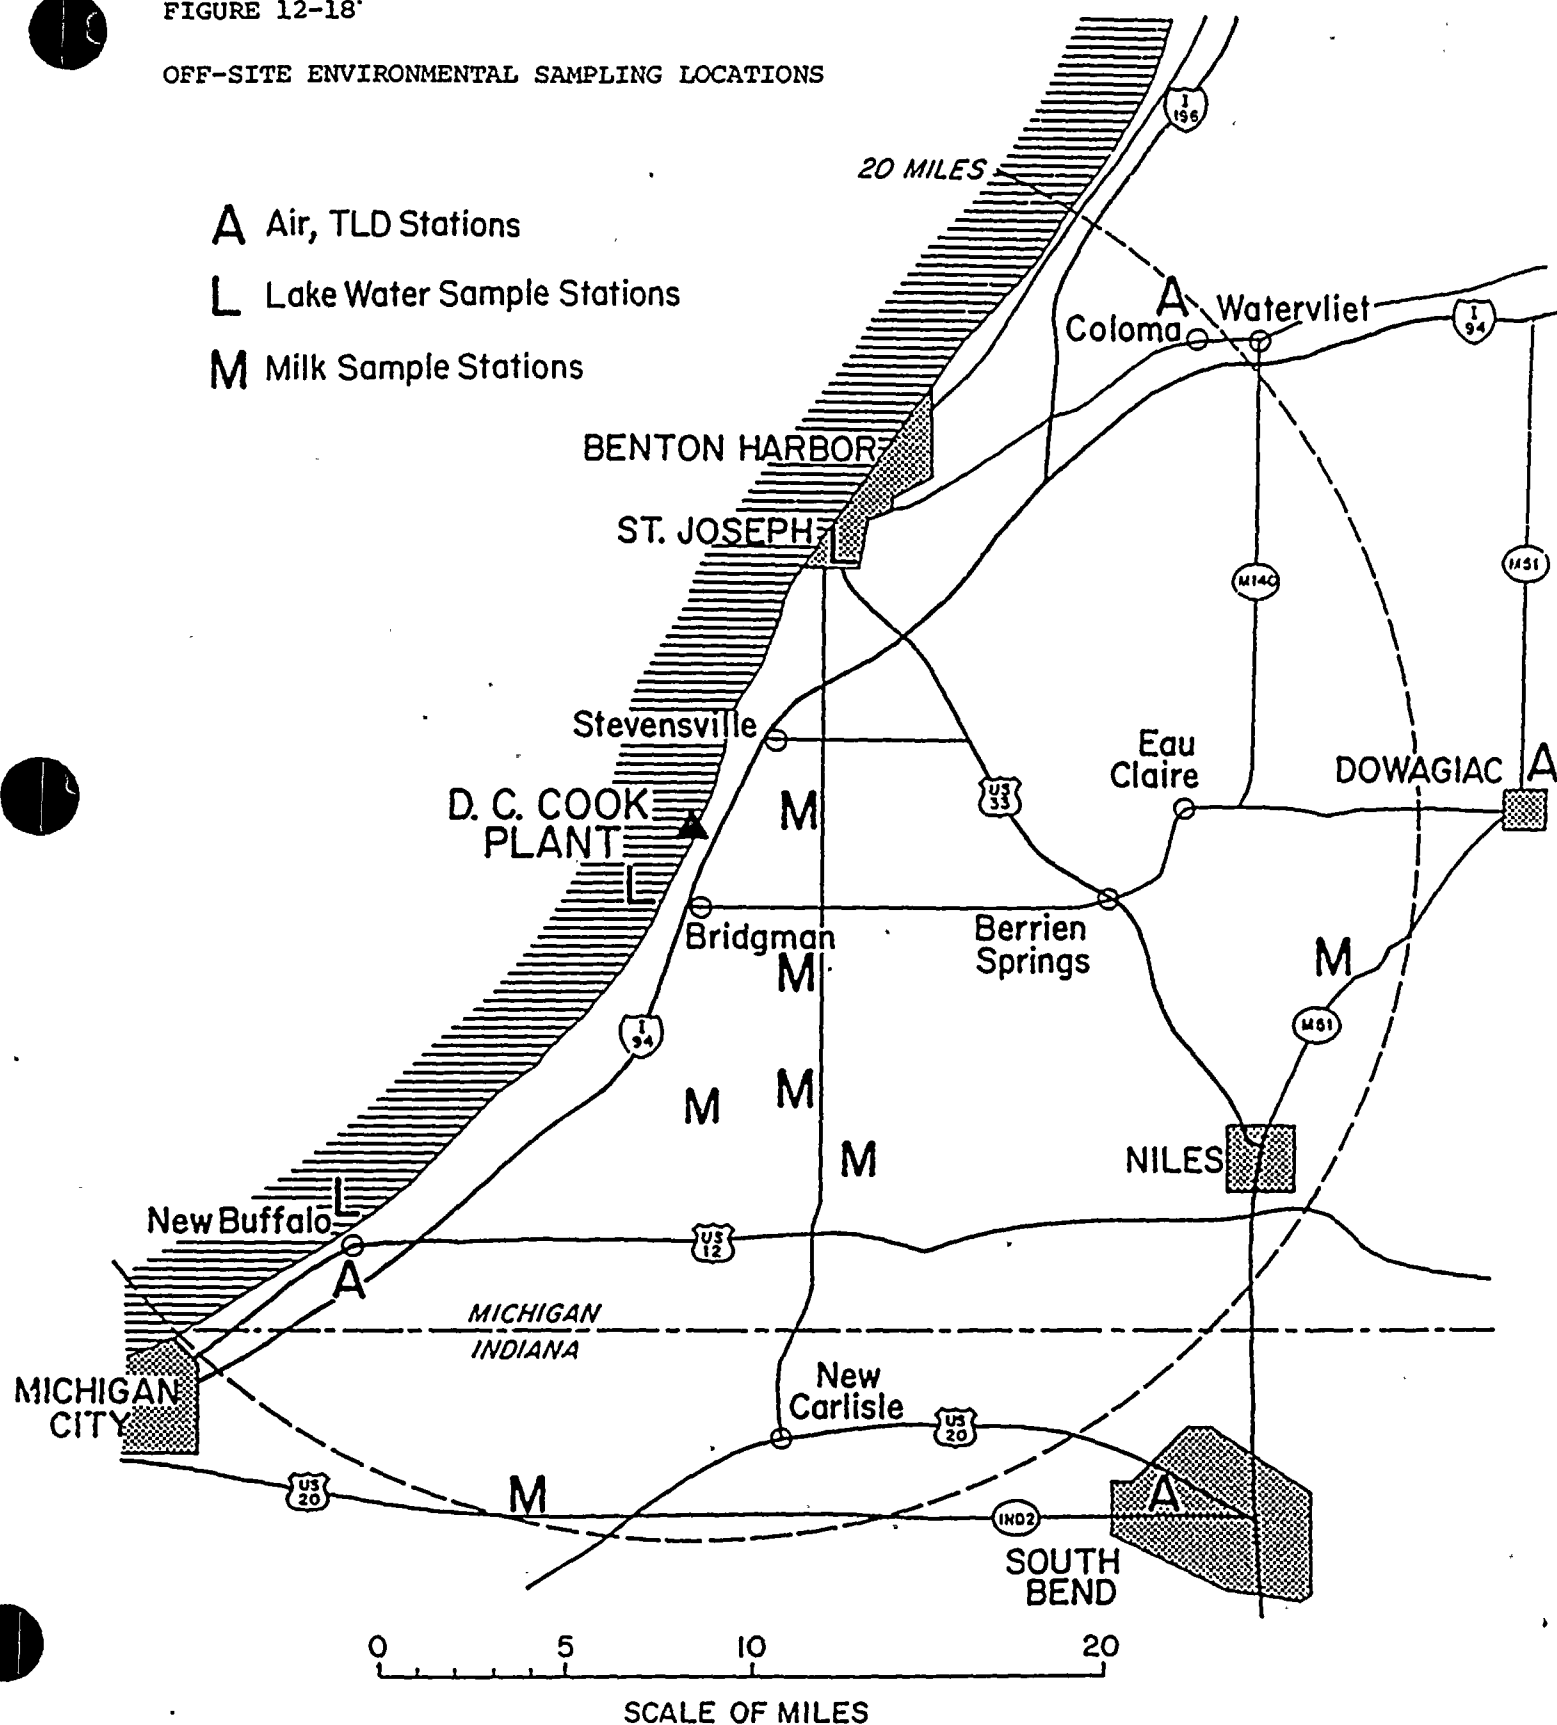 FIGURE 12-18
OFF-SITE ENVIRONMENTAL SAMPLING LOCATIONS
I
196
20 MILES
A Air, TLD Stations
L Lake Water Sample Stations
M Milk Sample Stations
A
Watervliet
Coloma
I
94
BENTON HARBOR
ST. JOSEPH
L
M140
M51
Stevensville
Eau
Claire
DOWAGIAC A
US
33
D. C. COOK
PLANT
M
L
Bridgman
Berrien
Springs
M
M
I
94
M51
M
M
M
NILES
L
New Buffalo
US
12
A
MICHIGAN
INDIANA
MICHIGAN
CITY
New
Carlisle
US
20
US
20
M
A
IND2
SOUTH
BEND
0 5 10 20
SCALE OF MILES